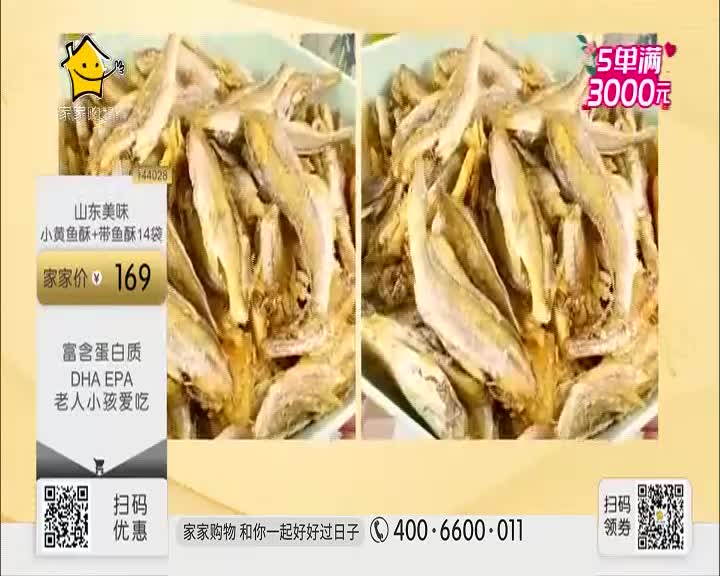 家家购物
5单满
3000元
144028
山东美味
小黄鱼酥+带鱼酥14袋
家家价 ¥ 169
富含蛋白质
DHA EPA
老人小孩爱吃
扫码
优惠
家家购物 和你一起好好过日子
400·6600·011
扫码
领券